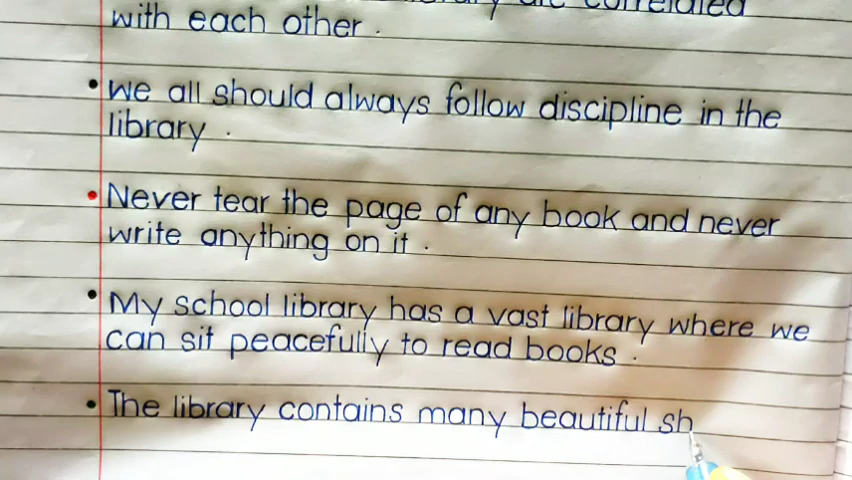 are correlated
with each other .
• we all should always follow discipline in the
library .
• Never tear the page of any book and never
write anything on it .
• My school library has a vast library where we
can sit peacefully to read books .
• The library contains many beautiful sh